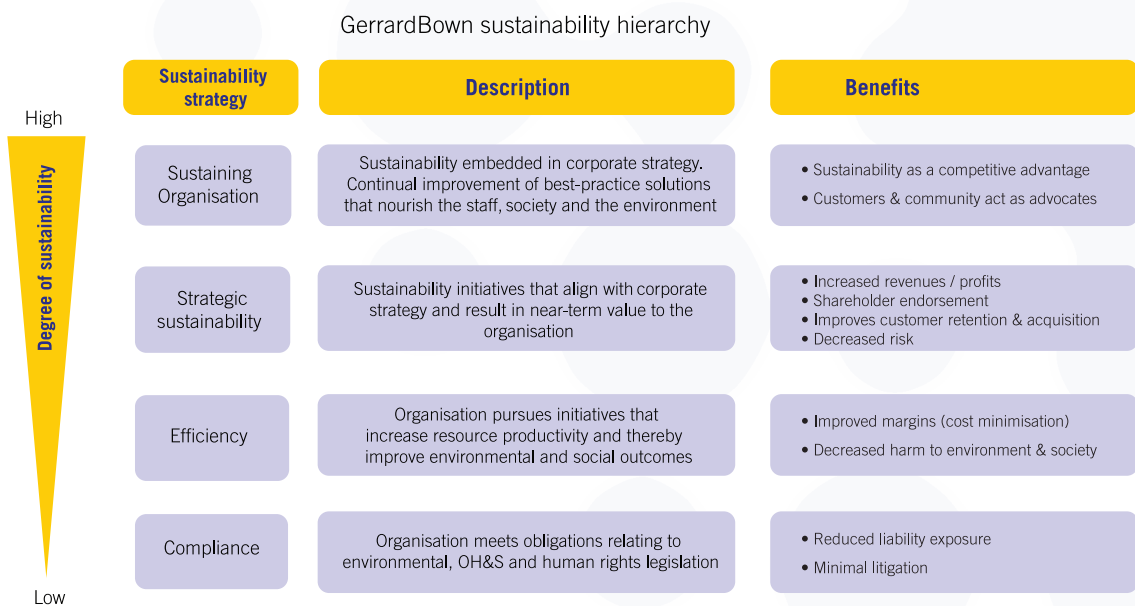 GerrardBown sustainability hierarchy
Sustainability
strategy
Description
Benefits
High
Degree of sustainability
Low
Sustaining
Organisation
Sustainability embedded in corporate strategy.
Continual improvement of best-practice solutions
that nourish the staff, society and the environment
• Sustainability as a competitive advantage
• Customers & community act as advocates
Strategic
sustainability
Sustainability initiatives that align with corporate
strategy and result in near-term value to the
organisation
• Increased revenues / profits
• Shareholder endorsement
• Improves customer retention & acquisition
• Decreased risk
Efficiency
Organisation pursues initiatives that
increase resource productivity and thereby
improve environmental and social outcomes
• Improved margins (cost minimisation)
• Decreased harm to environment & society
Compliance
Organisation meets obligations relating to
environmental, OH&S and human rights legislation
• Reduced liability exposure
• Minimal litigation